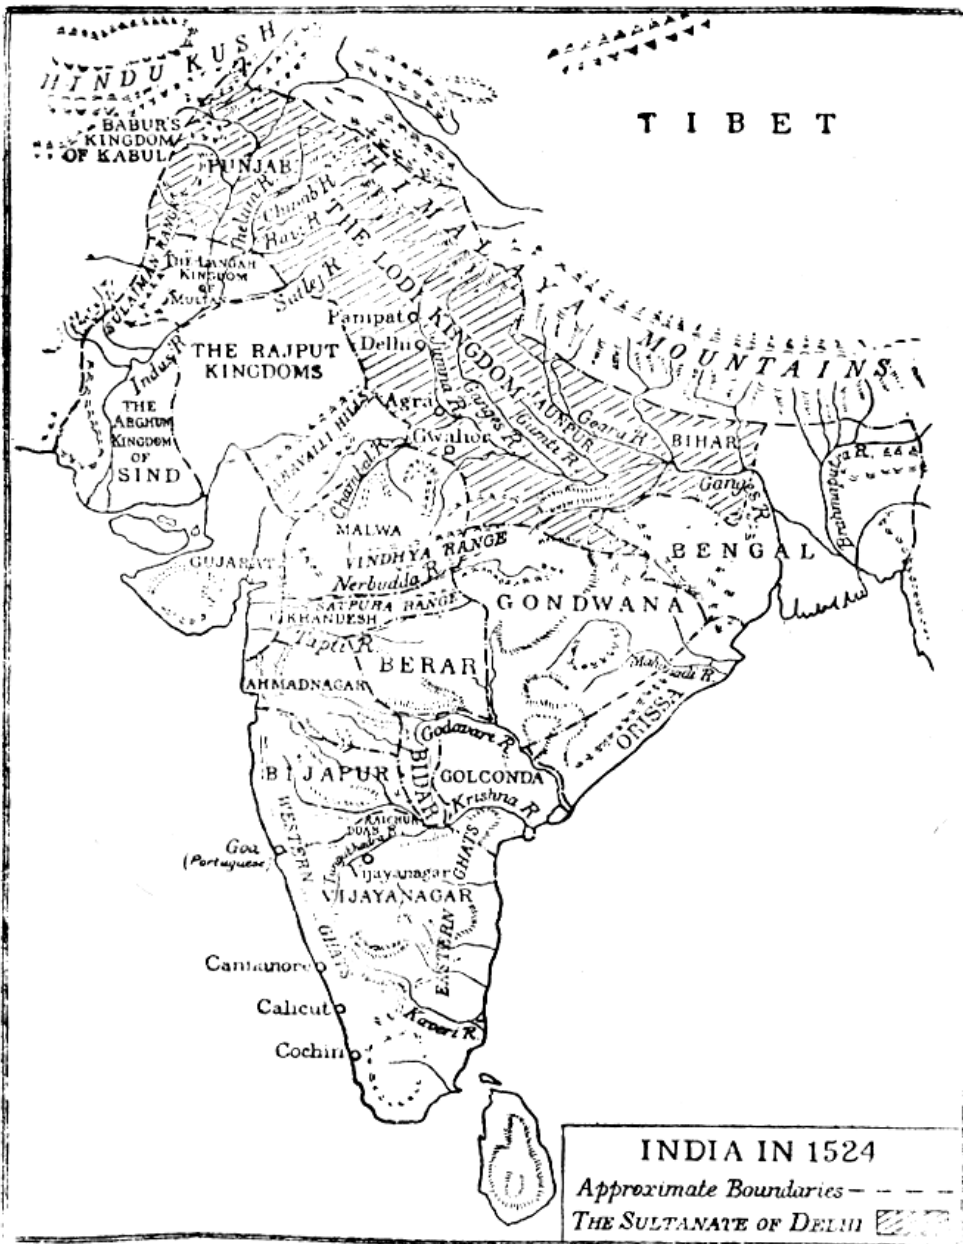 HINDU KUSH
TIBET
BABUR'S
KINGDOM
OF KABUL
PUNJAB
HIMALAYA
MOUNTAINS
Jhelum R.
Chinab R.
Ravi R.
THE LODI KINGDOM
SULAIMAN RANGE
THE LANGAH
KINGDOM
OF
MULTAN
Sutlej R
Panipat
Delhi
THE RAJPUT
KINGDOMS
Indus R
Jumna R.
Ganges R.
Agra
JAUNPUR
Gumti R.
BIHAR
THE
ARGHUN
KINGDOM
OF
SIND
ARAVALLI HILLS
Gwalior
Chambal R.
Ganges R.
Brahmaputra R.
MALWA
BENGAL
GUJARAT
VINDHYA RANGE
Nerbudda R.
SATPURA RANGE
KHANDESH
GONDWANA
Tapti R.
BERAR
Mahanadi R.
AHMADNAGAR
ORISSA
Godavare R.
BIJAPUR
BIDAR
GOLCONDA
Krishna R
RAICHUR
DOAB
WESTERN
GHATS
EASTERN
GHATS
Goa
(Portuguese)
Vijayanagar
VIJAYANAGAR
Cannanore
Calicut
Kaveri R.
Cochin
INDIA IN 1524
Approximate Boundaries
THE SULTANATE OF DELHI